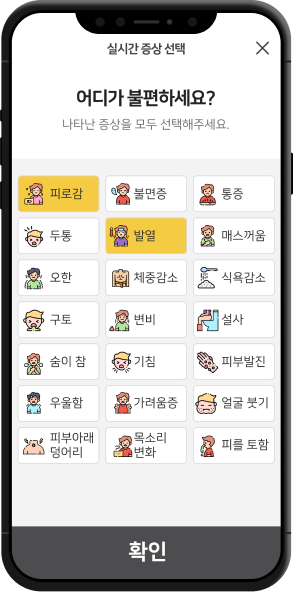 실시간 증상 선택
어디가 불편하세요?
나타난 증상을 모두 선택해주세요.
피로감 불면증 통증
두통 발열 매스꺼움
오한 체중감소 식욕감소
구토 변비 설사
숨이 참 기침 피부발진
우울함 가려움증 얼굴 붓기
피부아래 덩어리 목소리 변화 피를 토함
확인